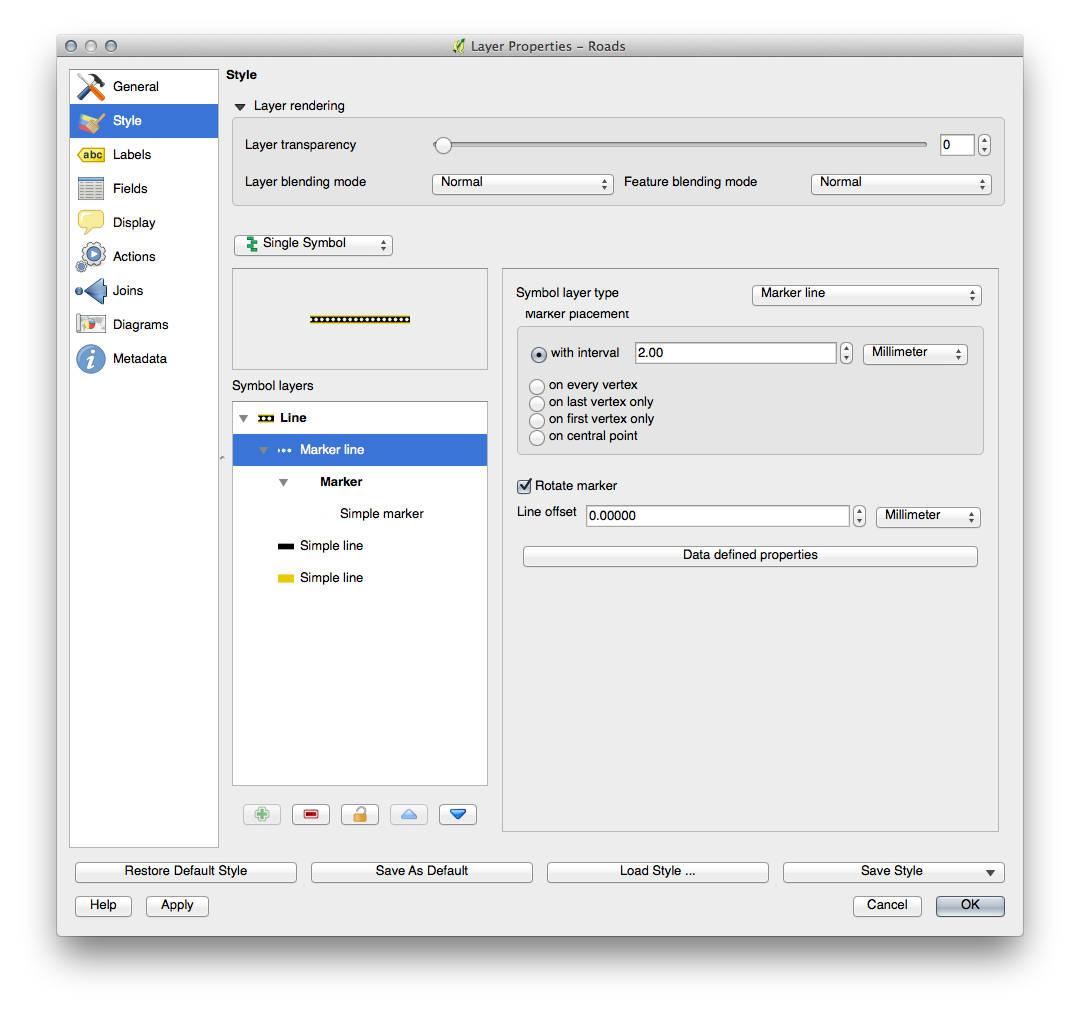 Layer Properties – Roads
General
Style
Labels
Fields
Display
Actions
Joins
Diagrams
Metadata
abc
Style
Layer rendering
Layer transparency
0
Layer blending mode
Normal
Feature blending mode
Normal
Single Symbol
Symbol layers
Line
Marker line
Marker
Simple marker
Simple line
Simple line
Symbol layer type
Marker line
Marker placement
with interval
2.00
Millimeter
on every vertex
on last vertex only
on first vertex only
on central point
Rotate marker
Line offset
0.00000
Millimeter
Data defined properties
Restore Default Style
Save As Default
Load Style ...
Save Style
Help
Apply
Cancel
OK